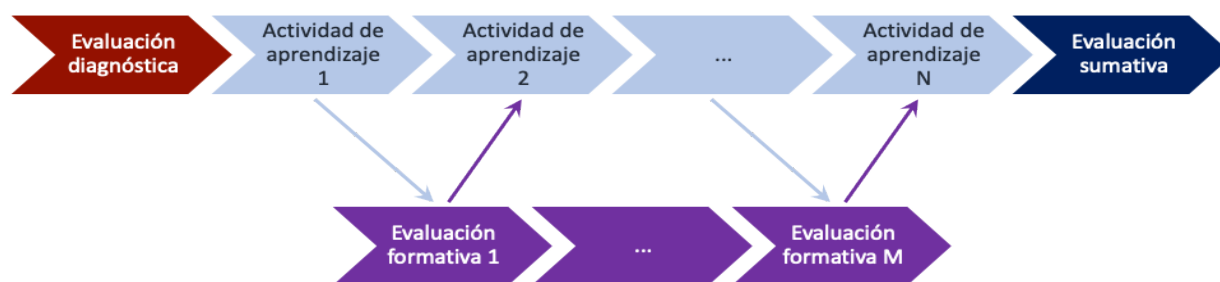 Evaluación
diagnóstica
Actividad de
aprendizaje
1
Actividad de
aprendizaje
2
...
Actividad de
aprendizaje
N
Evaluación
sumativa
Evaluación
formativa 1
...
Evaluación
formativa M